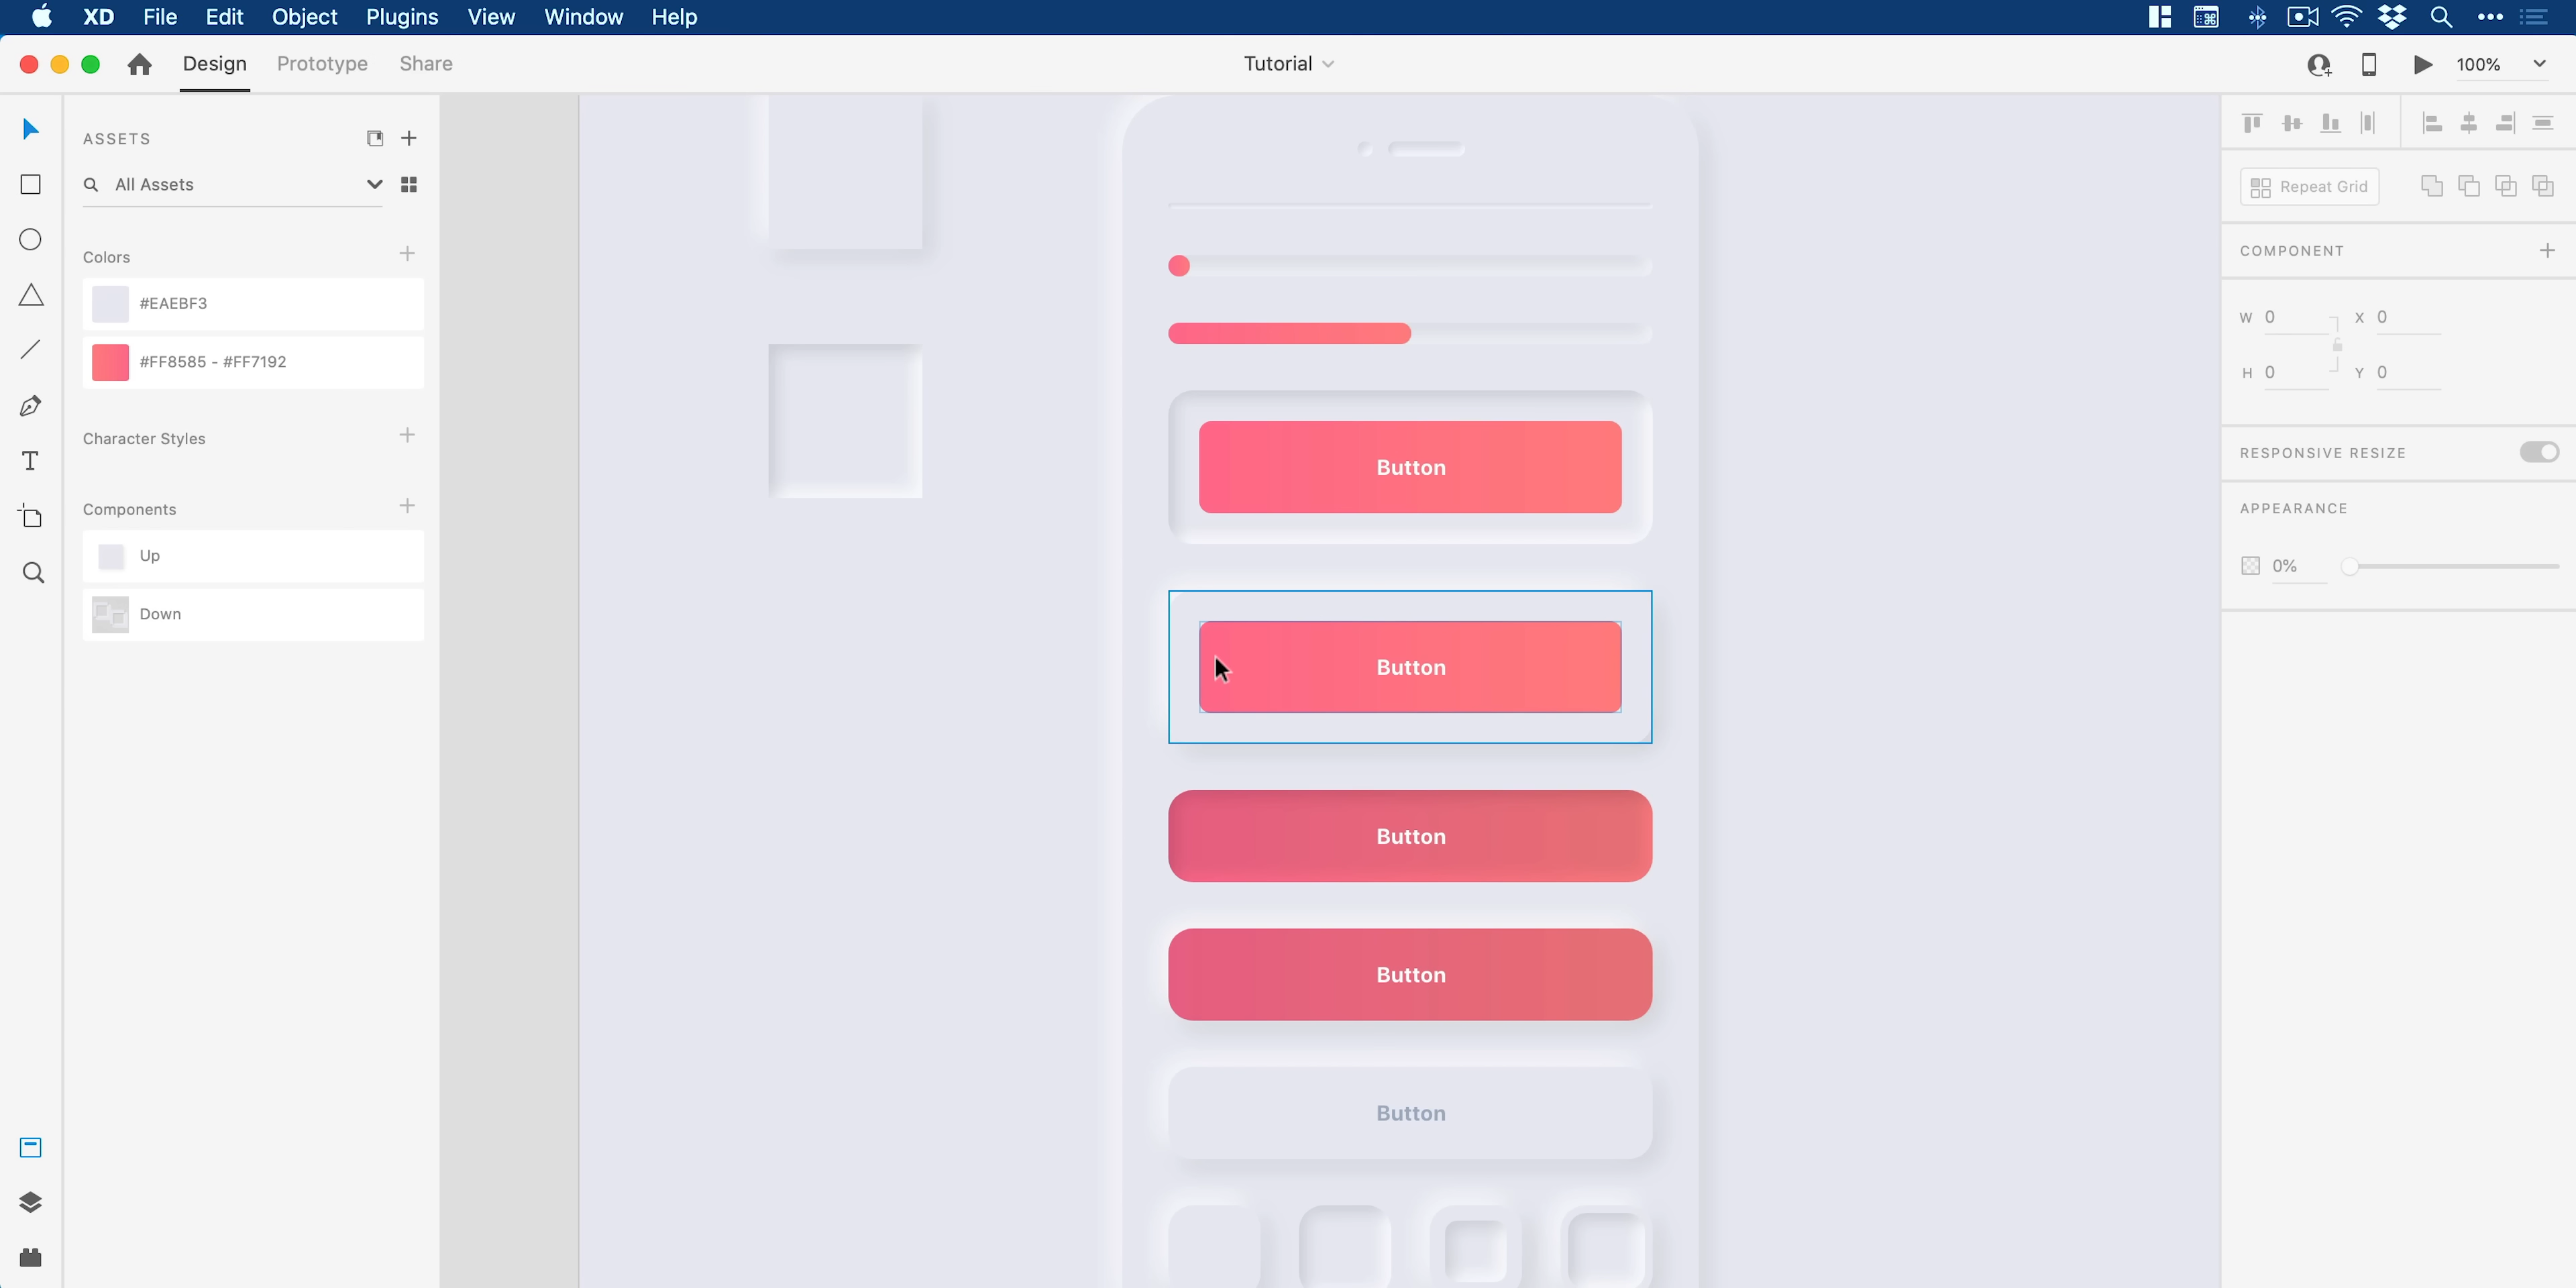 XD File Edit Object Plugins View Window Help
Design Prototype Share
Tutorial
100%
ASSETS
All Assets
Colors
#EAEBF3
#FF8585 - #FF7192
Character Styles
Components
Up
Down
Button
Button
Button
Button
Button
Repeat Grid
COMPONENT
W 0 X 0
H 0 Y 0
RESPONSIVE RESIZE
APPEARANCE
0%